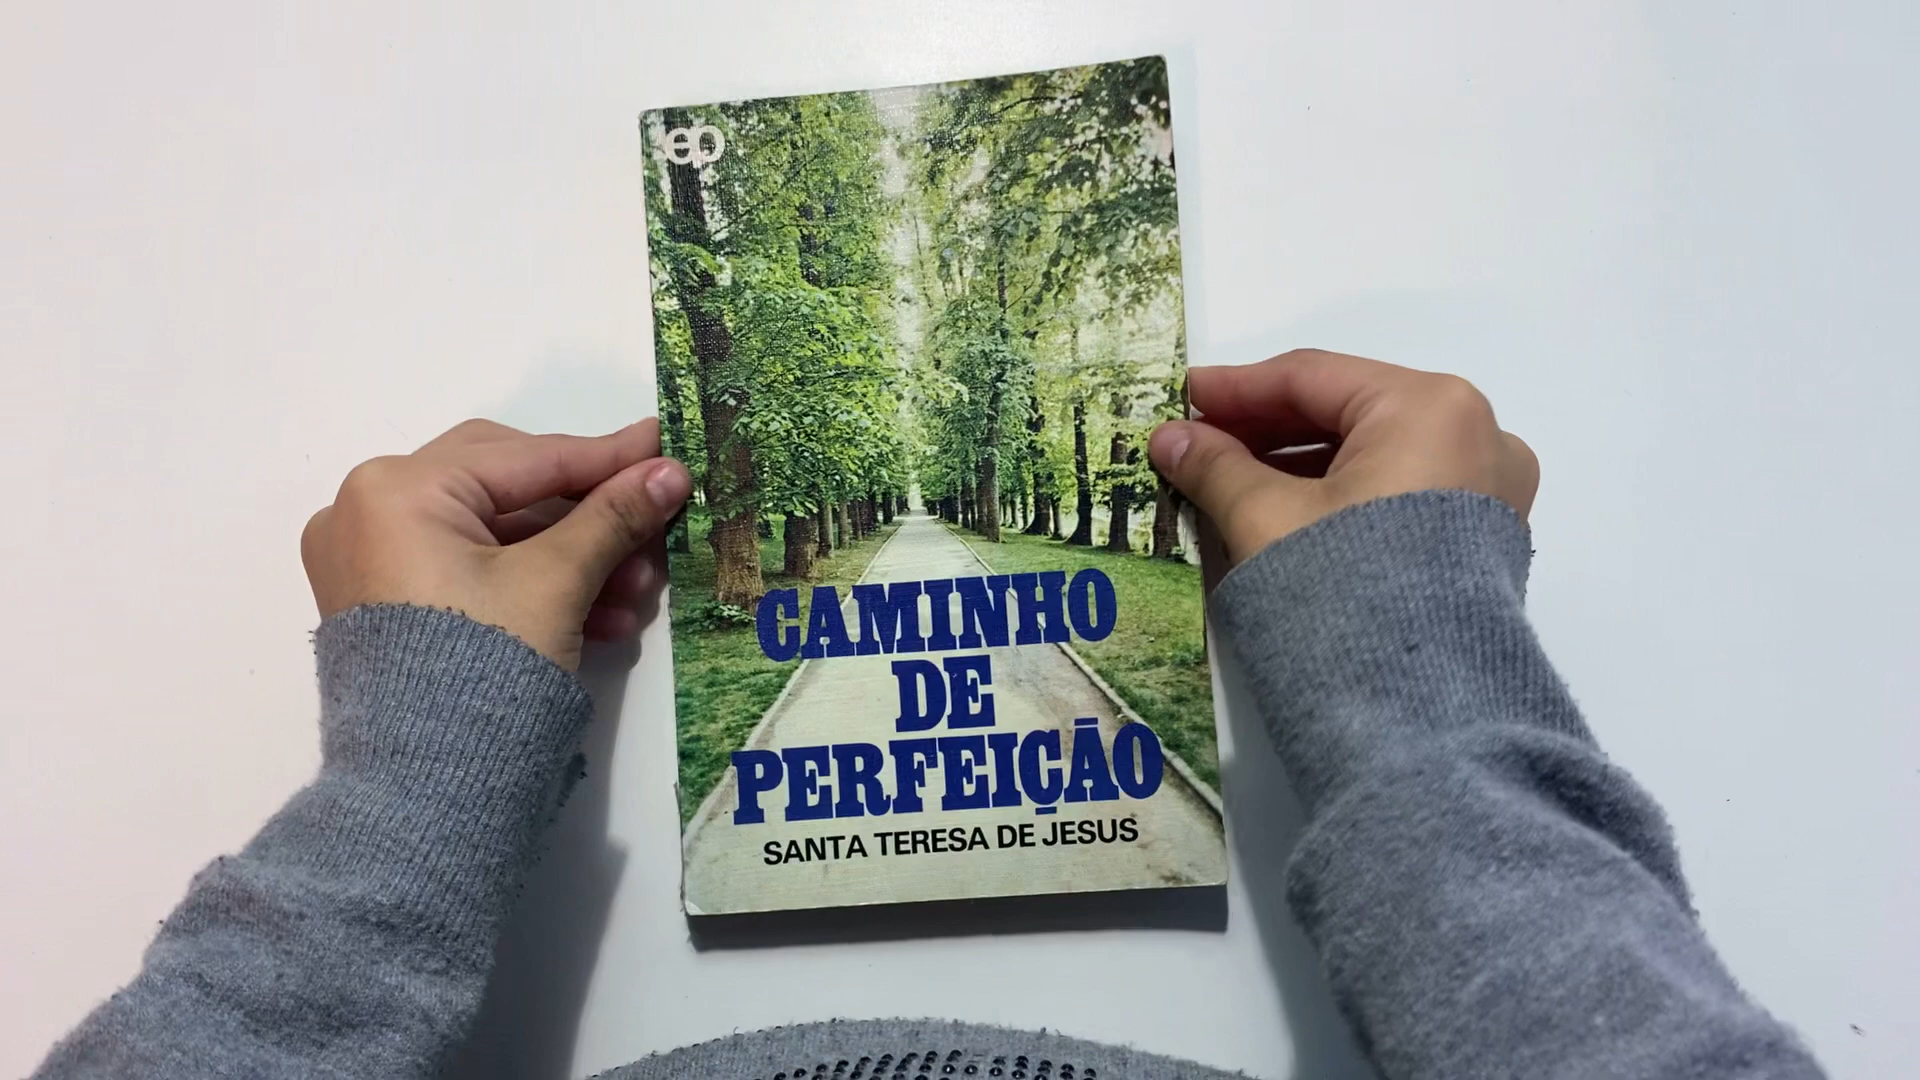 ep
CAMINHO
DE
PERFEIÇÃO
SANTA TERESA DE JESUS